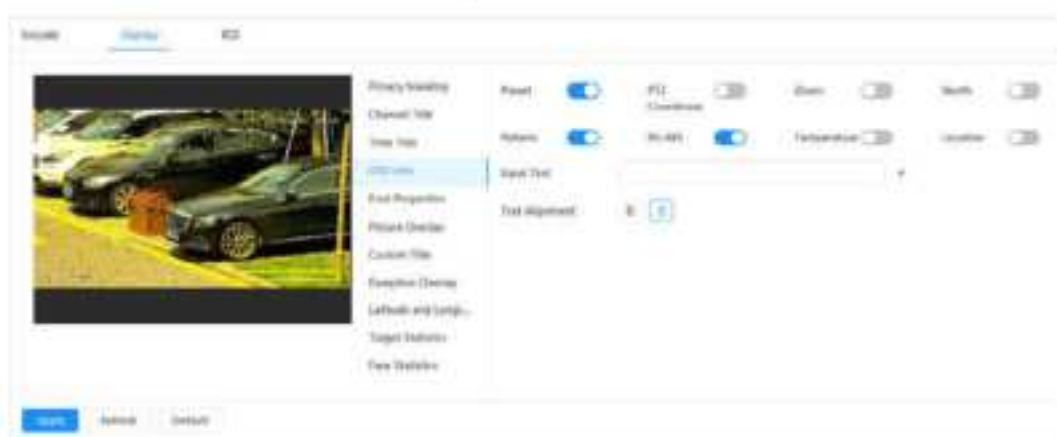 Encode Overlay ROI
Privacy Masking
Channel Title
Time Title
OSD Info
Font Properties
Picture Overlay
Custom Title
Exception Overlay
Latitude and Longi...
Target Statistics
Face Statistics
Preset PTZ Zoom North
Coordinates
Pattern RS-485 Temperature Location
Input Text +
Text Alignment
Apply Refresh Default